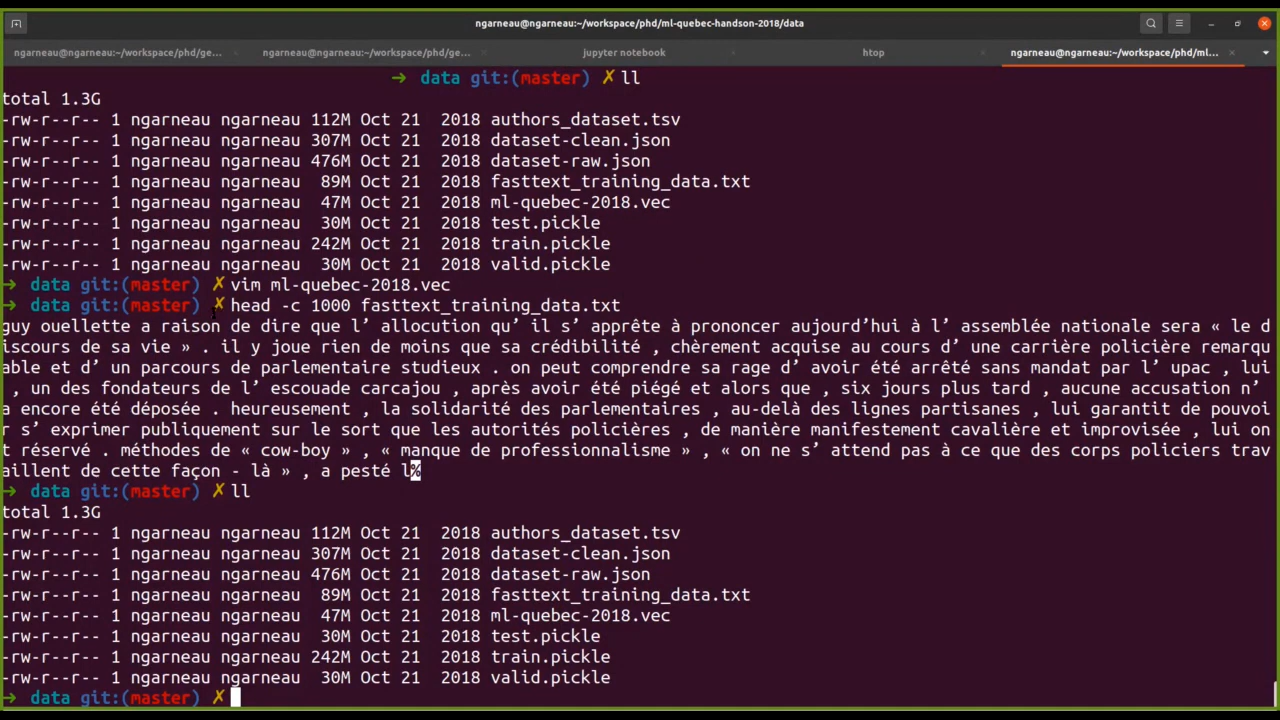 ngarneau@ngarneau:~/workspace/phd/ml-quebec-handson-2018/data
ngarneau@ngarneau:~/workspace/phd/ge... × ngarneau@ngarneau:~/workspace/phd/ge... × jupyter notebook × htop × ngarneau@ngarneau:~/workspace/phd/ml... ×
→ data git:(master) ✗ ll
total 1.3G
-rw-r--r-- 1 ngarneau ngarneau 112M Oct 21  2018 authors_dataset.tsv
-rw-r--r-- 1 ngarneau ngarneau 307M Oct 21  2018 dataset-clean.json
-rw-r--r-- 1 ngarneau ngarneau 476M Oct 21  2018 dataset-raw.json
-rw-r--r-- 1 ngarneau ngarneau  89M Oct 21  2018 fasttext_training_data.txt
-rw-r--r-- 1 ngarneau ngarneau  47M Oct 21  2018 ml-quebec-2018.vec
-rw-r--r-- 1 ngarneau ngarneau  30M Oct 21  2018 test.pickle
-rw-r--r-- 1 ngarneau ngarneau 242M Oct 21  2018 train.pickle
-rw-r--r-- 1 ngarneau ngarneau  30M Oct 21  2018 valid.pickle
→ data git:(master) ✗ vim ml-quebec-2018.vec
→ data git:(master) ✗ head -c 1000 fasttext_training_data.txt
guy ouellette a raison de dire que l’ allocution qu’ il s’ apprête à prononcer aujourd’hui à l’ assemblée nationale sera « le d
iscours de sa vie » . il y joue rien de moins que sa crédibilité , chèrement acquise au cours d’ une carrière policière remarqu
able et d’ un parcours de parlementaire studieux . on peut comprendre sa rage d’ avoir été arrêté sans mandat par l’ upac , lui
, un des fondateurs de l’ escouade carcajou , après avoir été piégé et alors que , six jours plus tard , aucune accusation n’
a encore été déposée . heureusement , la solidarité des parlementaires , au-delà des lignes partisanes , lui garantit de pouvoi
r s’ exprimer publiquement sur le sort que les autorités policières , de manière manifestement cavalière et improvisée , lui on
t réservé . méthodes de « cow-boy » , « manque de professionnalisme » , « on ne s’ attend pas à ce que des corps policiers trav
aillent de cette façon - là » , a pesté l%
→ data git:(master) ✗ ll
total 1.3G
-rw-r--r-- 1 ngarneau ngarneau 112M Oct 21  2018 authors_dataset.tsv
-rw-r--r-- 1 ngarneau ngarneau 307M Oct 21  2018 dataset-clean.json
-rw-r--r-- 1 ngarneau ngarneau 476M Oct 21  2018 dataset-raw.json
-rw-r--r-- 1 ngarneau ngarneau  89M Oct 21  2018 fasttext_training_data.txt
-rw-r--r-- 1 ngarneau ngarneau  47M Oct 21  2018 ml-quebec-2018.vec
-rw-r--r-- 1 ngarneau ngarneau  30M Oct 21  2018 test.pickle
-rw-r--r-- 1 ngarneau ngarneau 242M Oct 21  2018 train.pickle
-rw-r--r-- 1 ngarneau ngarneau  30M Oct 21  2018 valid.pickle
→ data git:(master) ✗